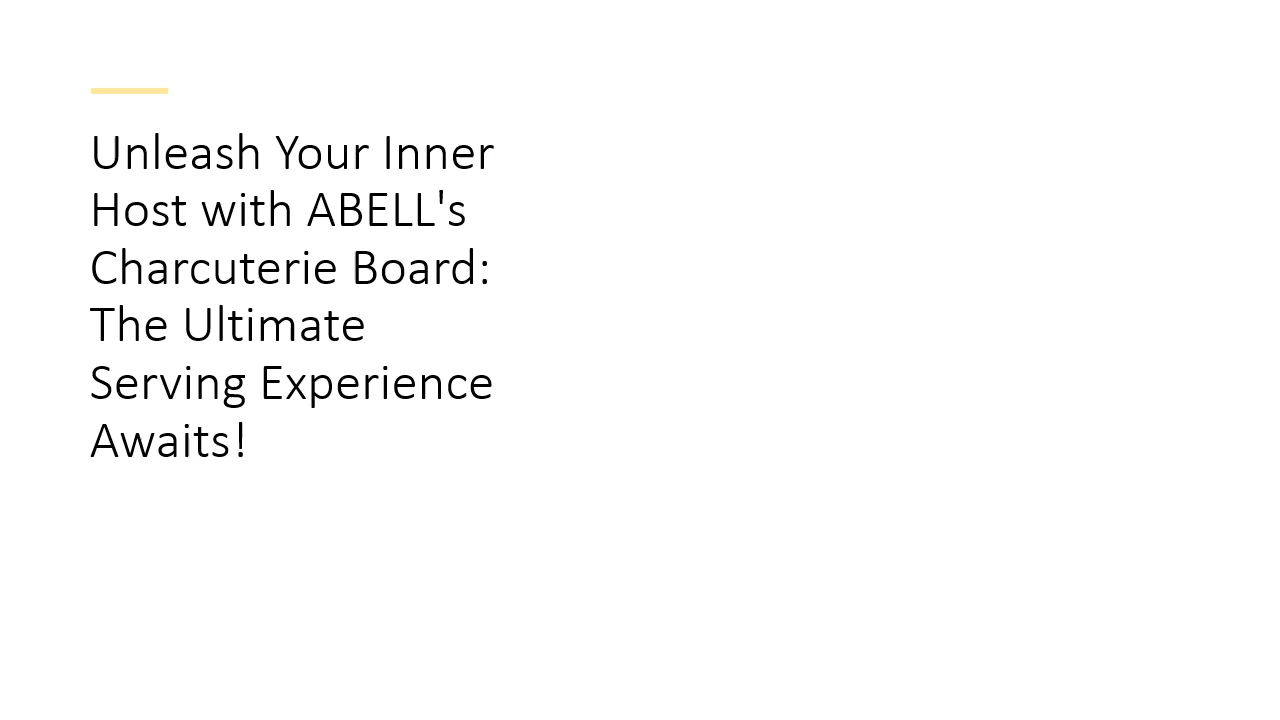 Unleash Your Inner
Host with ABELL's
Charcuterie Board:
The Ultimate
Serving Experience
Awaits!